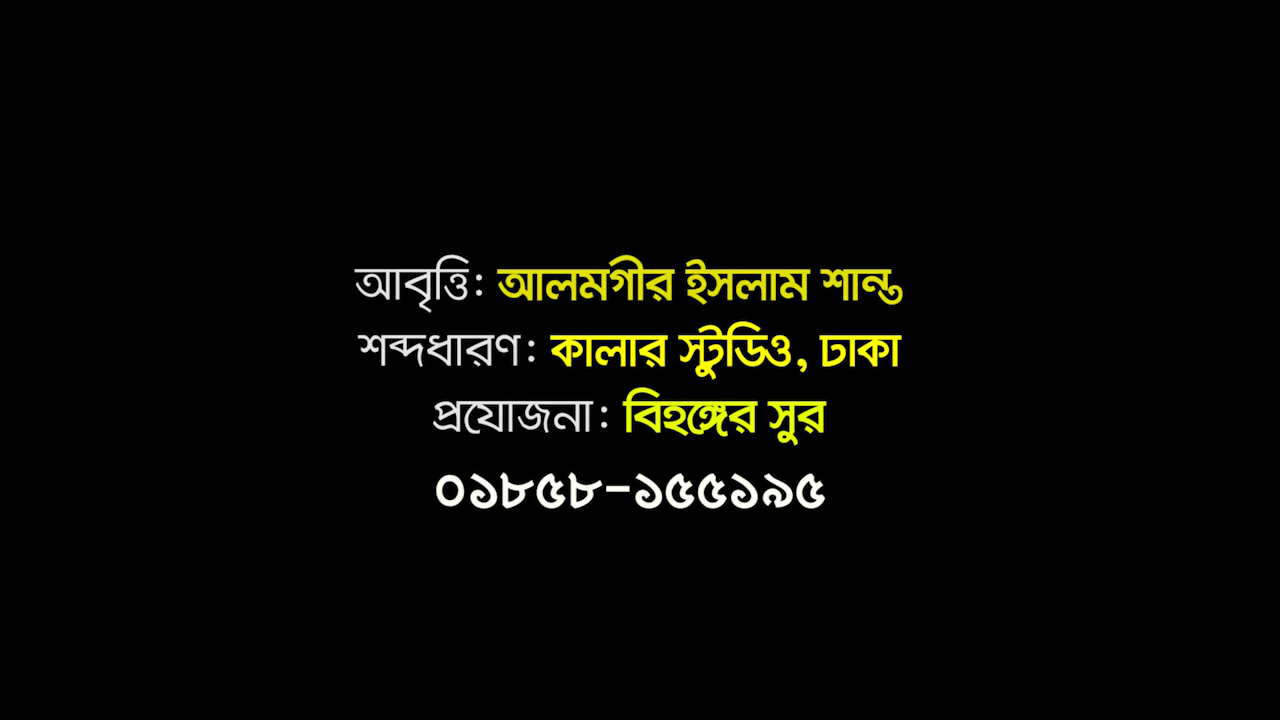 আবৃত্তি: আলমগীর ইসলাম শান্ত
শব্দধারণ: কালার স্টুডিও, ঢাকা
প্রযোজনা: বিহঙ্গের সুর
০১৮৫৮-১৫৫১৯৫